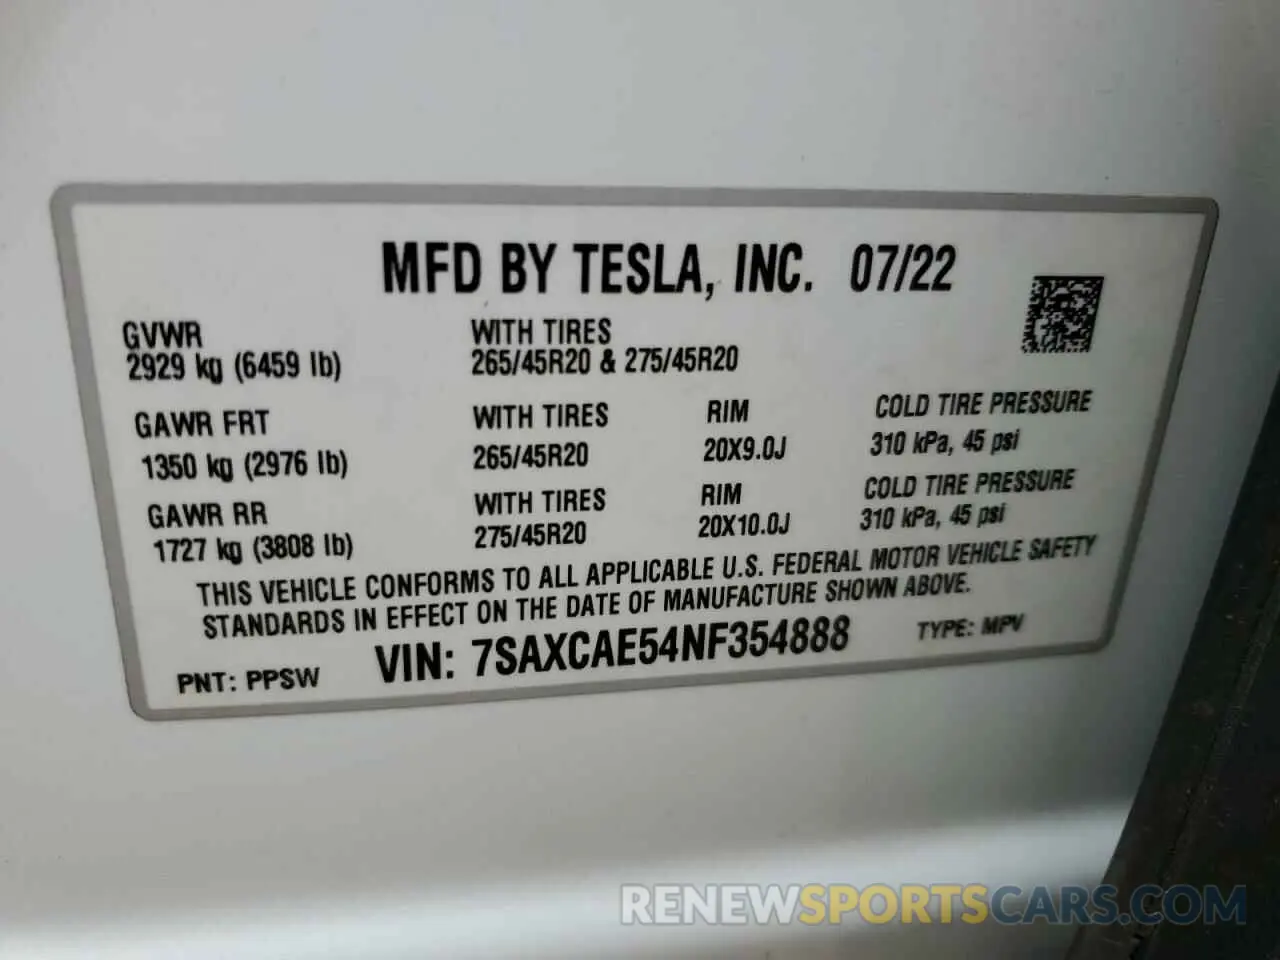 MFD BY TESLA, INC. 07/22
GVWR WITH TIRES
2929 kg (6459 lb) 265/45R20 & 275/45R20
GAWR FRT WITH TIRES RIM COLD TIRE PRESSURE
1350 kg (2976 lb) 265/45R20 20X9.0J 310 kPa, 45 psi
GAWR RR WITH TIRES RIM COLD TIRE PRESSURE
1727 kg (3808 lb) 275/45R20 20X10.0J 310 kPa, 45 psi
THIS VEHICLE CONFORMS TO ALL APPLICABLE U.S. FEDERAL MOTOR VEHICLE SAFETY
STANDARDS IN EFFECT ON THE DATE OF MANUFACTURE SHOWN ABOVE.
PNT: PPSW VIN: 7SAXCAE54NF354888 TYPE: MPV
RENEWSPORTSCARS.COM